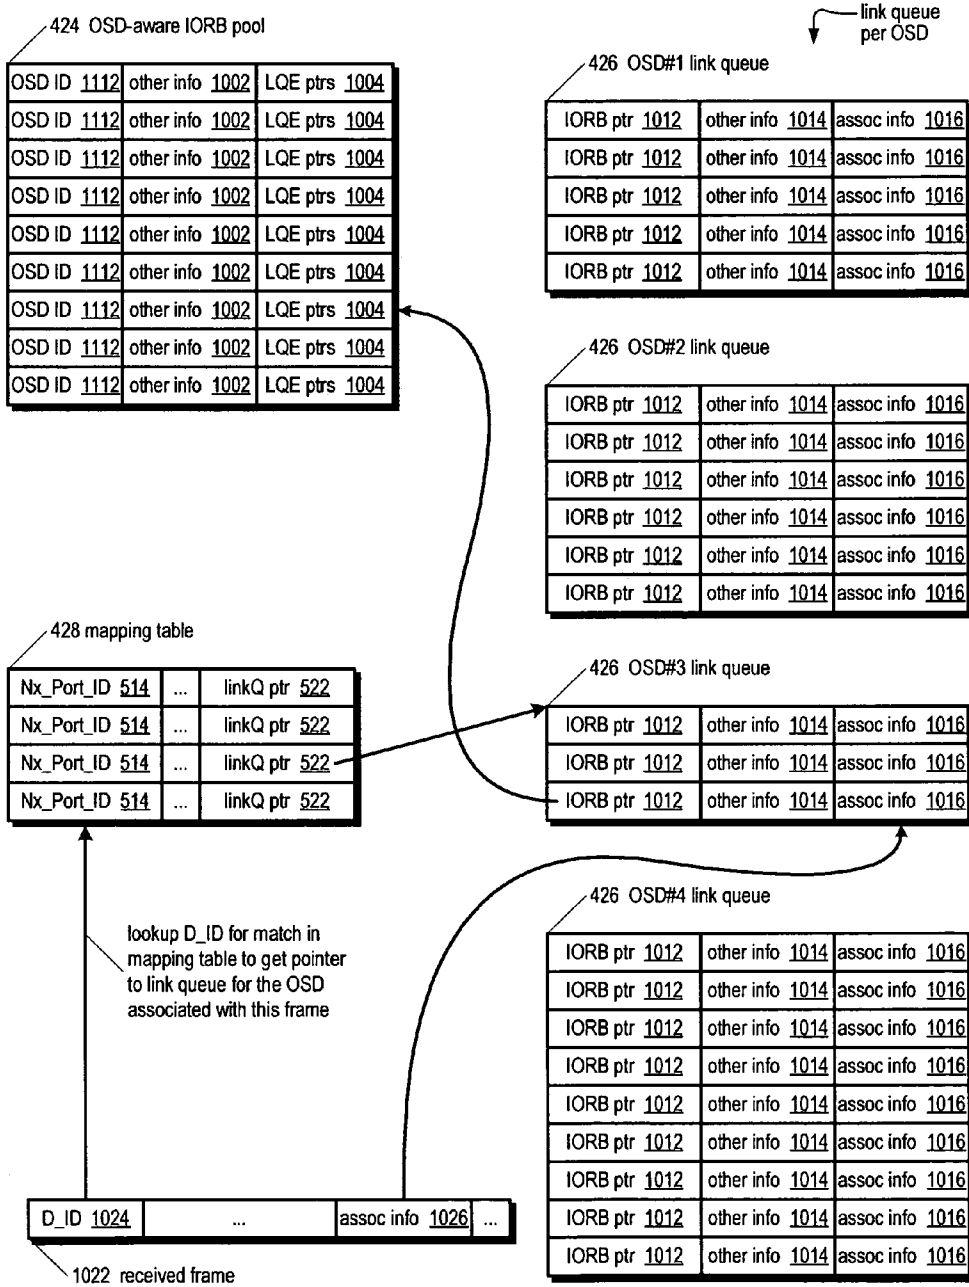 424 OSD-aware IORB pool
OSD ID 1112 other info 1002 LQE ptrs 1004
OSD ID 1112 other info 1002 LQE ptrs 1004
OSD ID 1112 other info 1002 LQE ptrs 1004
OSD ID 1112 other info 1002 LQE ptrs 1004
OSD ID 1112 other info 1002 LQE ptrs 1004
OSD ID 1112 other info 1002 LQE ptrs 1004
OSD ID 1112 other info 1002 LQE ptrs 1004
OSD ID 1112 other info 1002 LQE ptrs 1004
OSD ID 1112 other info 1002 LQE ptrs 1004
link queue
per OSD
426 OSD#1 link queue
IORB ptr 1012 other info 1014 assoc info 1016
IORB ptr 1012 other info 1014 assoc info 1016
IORB ptr 1012 other info 1014 assoc info 1016
IORB ptr 1012 other info 1014 assoc info 1016
IORB ptr 1012 other info 1014 assoc info 1016
426 OSD#2 link queue
IORB ptr 1012 other info 1014 assoc info 1016
IORB ptr 1012 other info 1014 assoc info 1016
IORB ptr 1012 other info 1014 assoc info 1016
IORB ptr 1012 other info 1014 assoc info 1016
IORB ptr 1012 other info 1014 assoc info 1016
IORB ptr 1012 other info 1014 assoc info 1016
428 mapping table
Nx_Port_ID 514 ... linkQ ptr 522
Nx_Port_ID 514 ... linkQ ptr 522
Nx_Port_ID 514 ... linkQ ptr 522
Nx_Port_ID 514 ... linkQ ptr 522
426 OSD#3 link queue
IORB ptr 1012 other info 1014 assoc info 1016
IORB ptr 1012 other info 1014 assoc info 1016
IORB ptr 1012 other info 1014 assoc info 1016
lookup D_ID for match in
mapping table to get pointer
to link queue for the OSD
associated with this frame
426 OSD#4 link queue
IORB ptr 1012 other info 1014 assoc info 1016
IORB ptr 1012 other info 1014 assoc info 1016
IORB ptr 1012 other info 1014 assoc info 1016
IORB ptr 1012 other info 1014 assoc info 1016
IORB ptr 1012 other info 1014 assoc info 1016
IORB ptr 1012 other info 1014 assoc info 1016
IORB ptr 1012 other info 1014 assoc info 1016
IORB ptr 1012 other info 1014 assoc info 1016
IORB ptr 1012 other info 1014 assoc info 1016
D_ID 1024 ... assoc info 1026 ...
1022 received frame